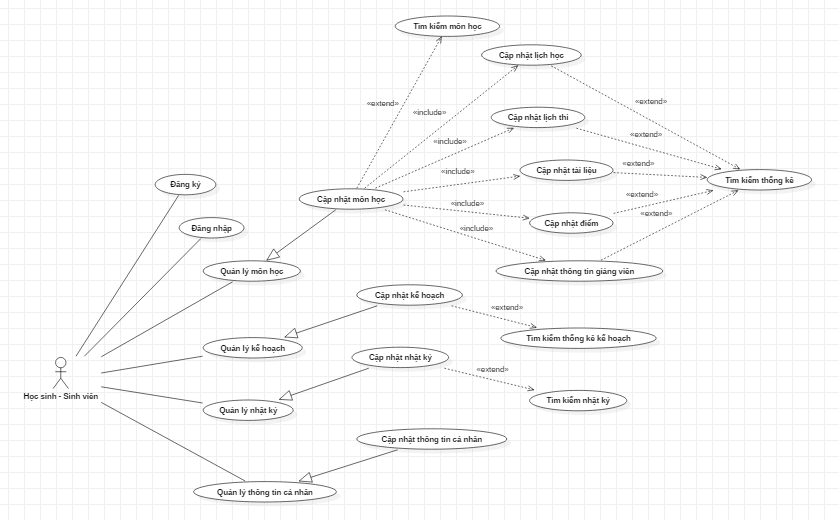 Tìm kiếm môn học
Cập nhật lịch học
«extend»
«extend»
«include»
Cập nhật lịch thi
«extend»
«include»
«extend»
Cập nhật tài liệu
«include»
Tìm kiếm thống kê
Đăng ký
Cập nhật môn học
«extend»
«include»
«extend»
Cập nhật điểm
Đăng nhập
«include»
Quản lý môn học
Cập nhật thông tin giảng viên
Cập nhật kế hoạch
«extend»
Tìm kiếm thống kê kế hoạch
Quản lý kế hoạch
Cập nhật nhật ký
«extend»
Học sinh - Sinh viên
Tìm kiếm nhật ký
Quản lý nhật ký
Cập nhật thông tin cá nhân
Quản lý thông tin cá nhân